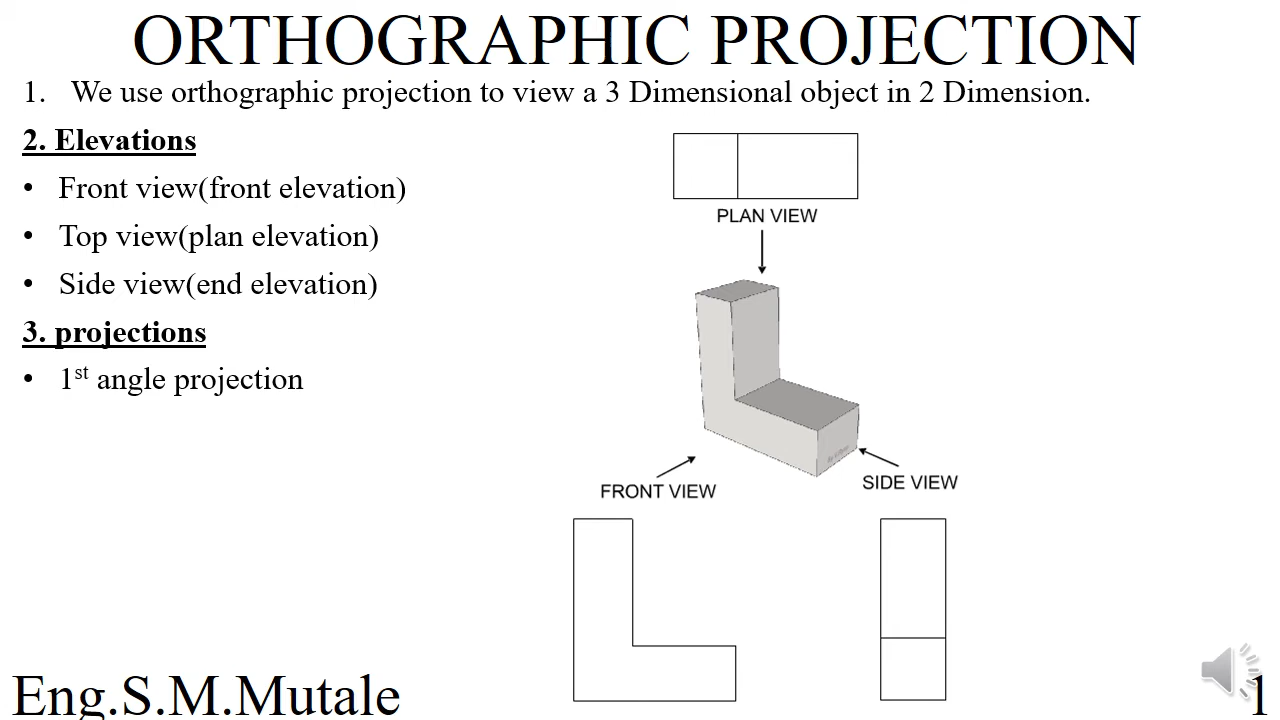 ORTHOGRAPHIC PROJECTION
1. We use orthographic projection to view a 3 Dimensional object in 2 Dimension.
2. Elevations
• Front view(front elevation)
• Top view(plan elevation)
• Side view(end elevation)
3. projections
• 1st angle projection
PLAN VIEW
FRONT VIEW
SIDE VIEW
Eng.S.M.Mutale
1